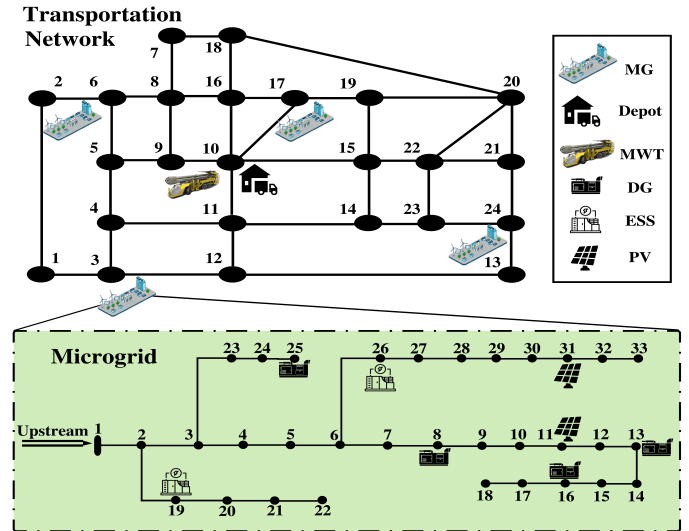 Transportation
Network
7 18
2 6 8 16 17 19 20
5 9 10 15 22 21
4 11 14 23 24
1 3 12 13
MG
Depot
MWT
DG
ESS
PV
Microgrid
23 24 25 26 27 28 29 30 31 32 33
Upstream 1 2 3 4 5 6 7 8 9 10 11 12 13
18 17 16 15 14
19 20 21 22